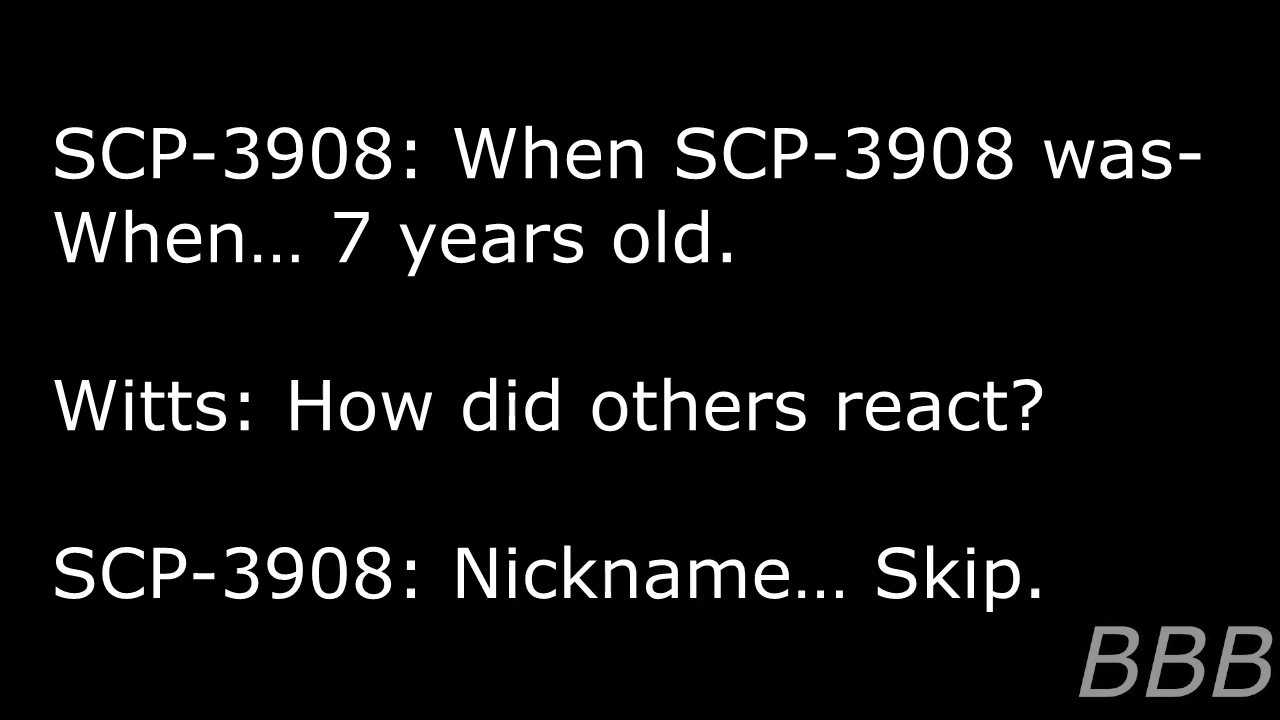 SCP-3908: When SCP-3908 was-
When… 7 years old.
Witts: How did others react?
SCP-3908: Nickname… Skip.
BBB